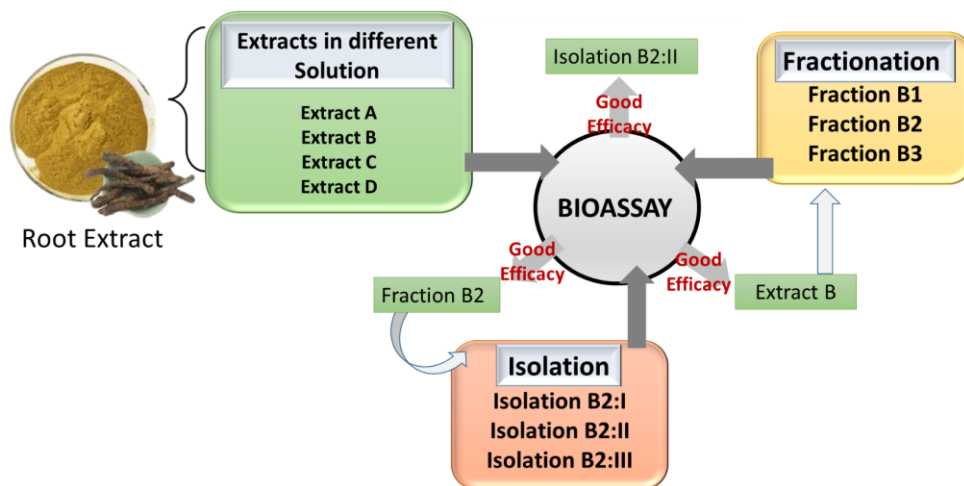 Root Extract
Extracts in different
Solution
Extract A
Extract B
Extract C
Extract D
Isolation B2:II
Good
Efficacy
BIOASSAY
Fractionation
Fraction B1
Fraction B2
Fraction B3
Good
Efficacy
Extract B
Good
Efficacy
Fraction B2
Isolation
Isolation B2:I
Isolation B2:II
Isolation B2:III